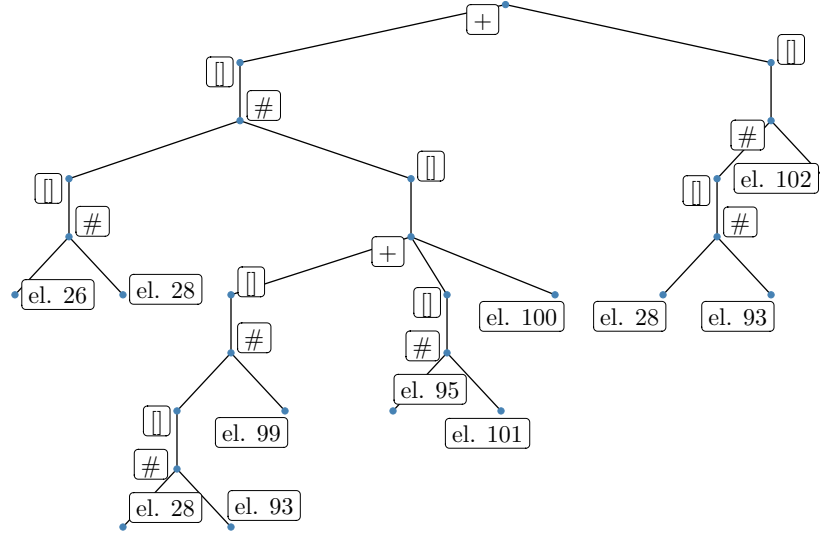 +
[]
[]
#
#
[]
[]
el. 102
[]
#
#
+
el. 26
el. 28
[]
[]
el. 100
el. 28
el. 93
#
#
el. 95
[]
el. 99
el. 101
#
el. 28
el. 93